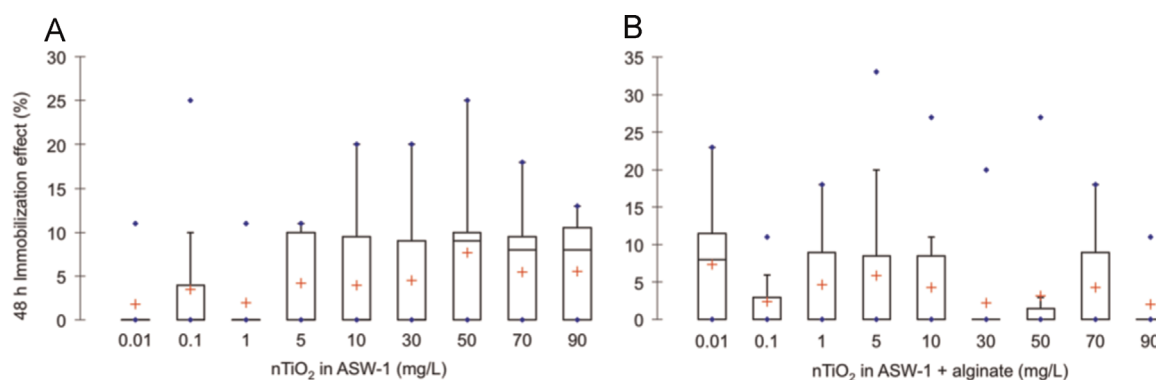 A
B
48 h Immobilization effect (%)
30
25
20
15
10
5
0
0.01 0.1 1 5 10 30 50 70 90
nTiO2 in ASW-1 (mg/L)
35
30
25
20
15
10
5
0
0.01 0.1 1 5 10 30 50 70 90
nTiO2 in ASW-1 + alginate (mg/L)